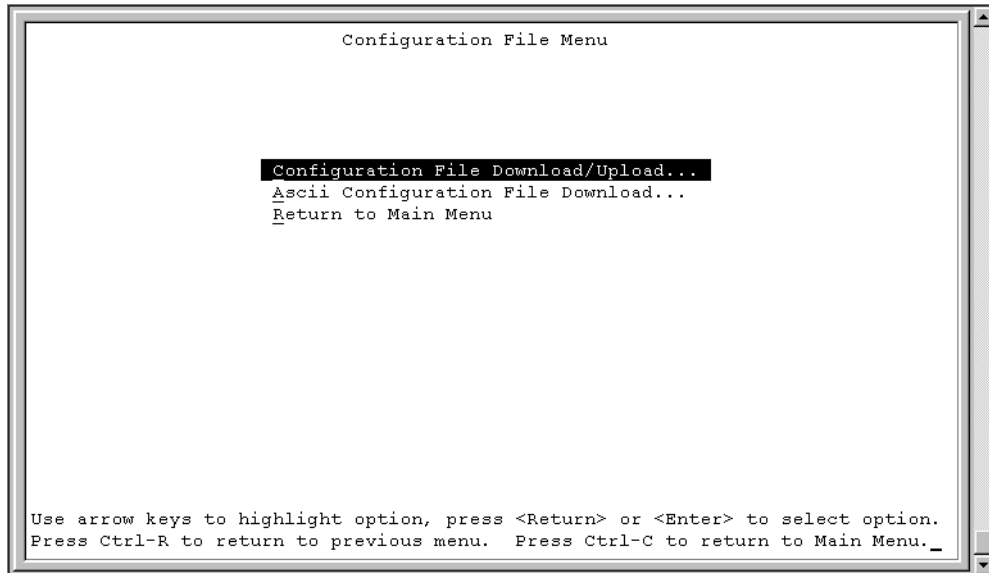 Configuration File Menu
Configuration File Download/Upload...
Ascii Configuration File Download...
Return to Main Menu
Use arrow keys to highlight option, press <Return> or <Enter> to select option.
Press Ctrl-R to return to previous menu.  Press Ctrl-C to return to Main Menu._